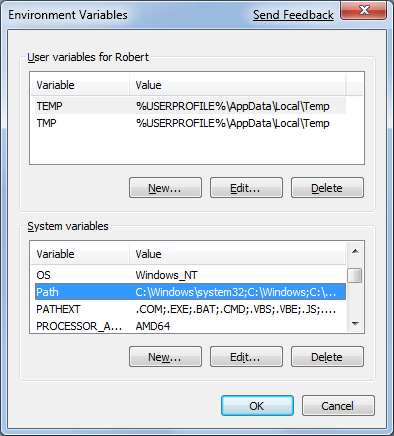 Environment Variables Send Feedback
User variables for Robert
Variable Value
TEMP %USERPROFILE%\AppData\Local\Temp
TMP %USERPROFILE%\AppData\Local\Temp
New... Edit... Delete
System variables
Variable Value
OS Windows_NT
Path C:\Windows\system32;C:\Windows;C:\...
PATHEXT .COM;.EXE;.BAT;.CMD;.VBS;.VBE;.JS;....
PROCESSOR_A... AMD64
New... Edit... Delete
OK Cancel